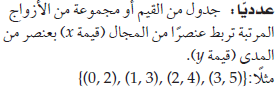 عدديًّا: جدول من القيم أو مجموعة من الأزواج
المرتبة تربط عنصرًا من المجال (قيمة x) بعنصر من
المدى (قيمة y).
مثلًا: {(0, 2), (1, 3), (2, 4), (3, 5)}